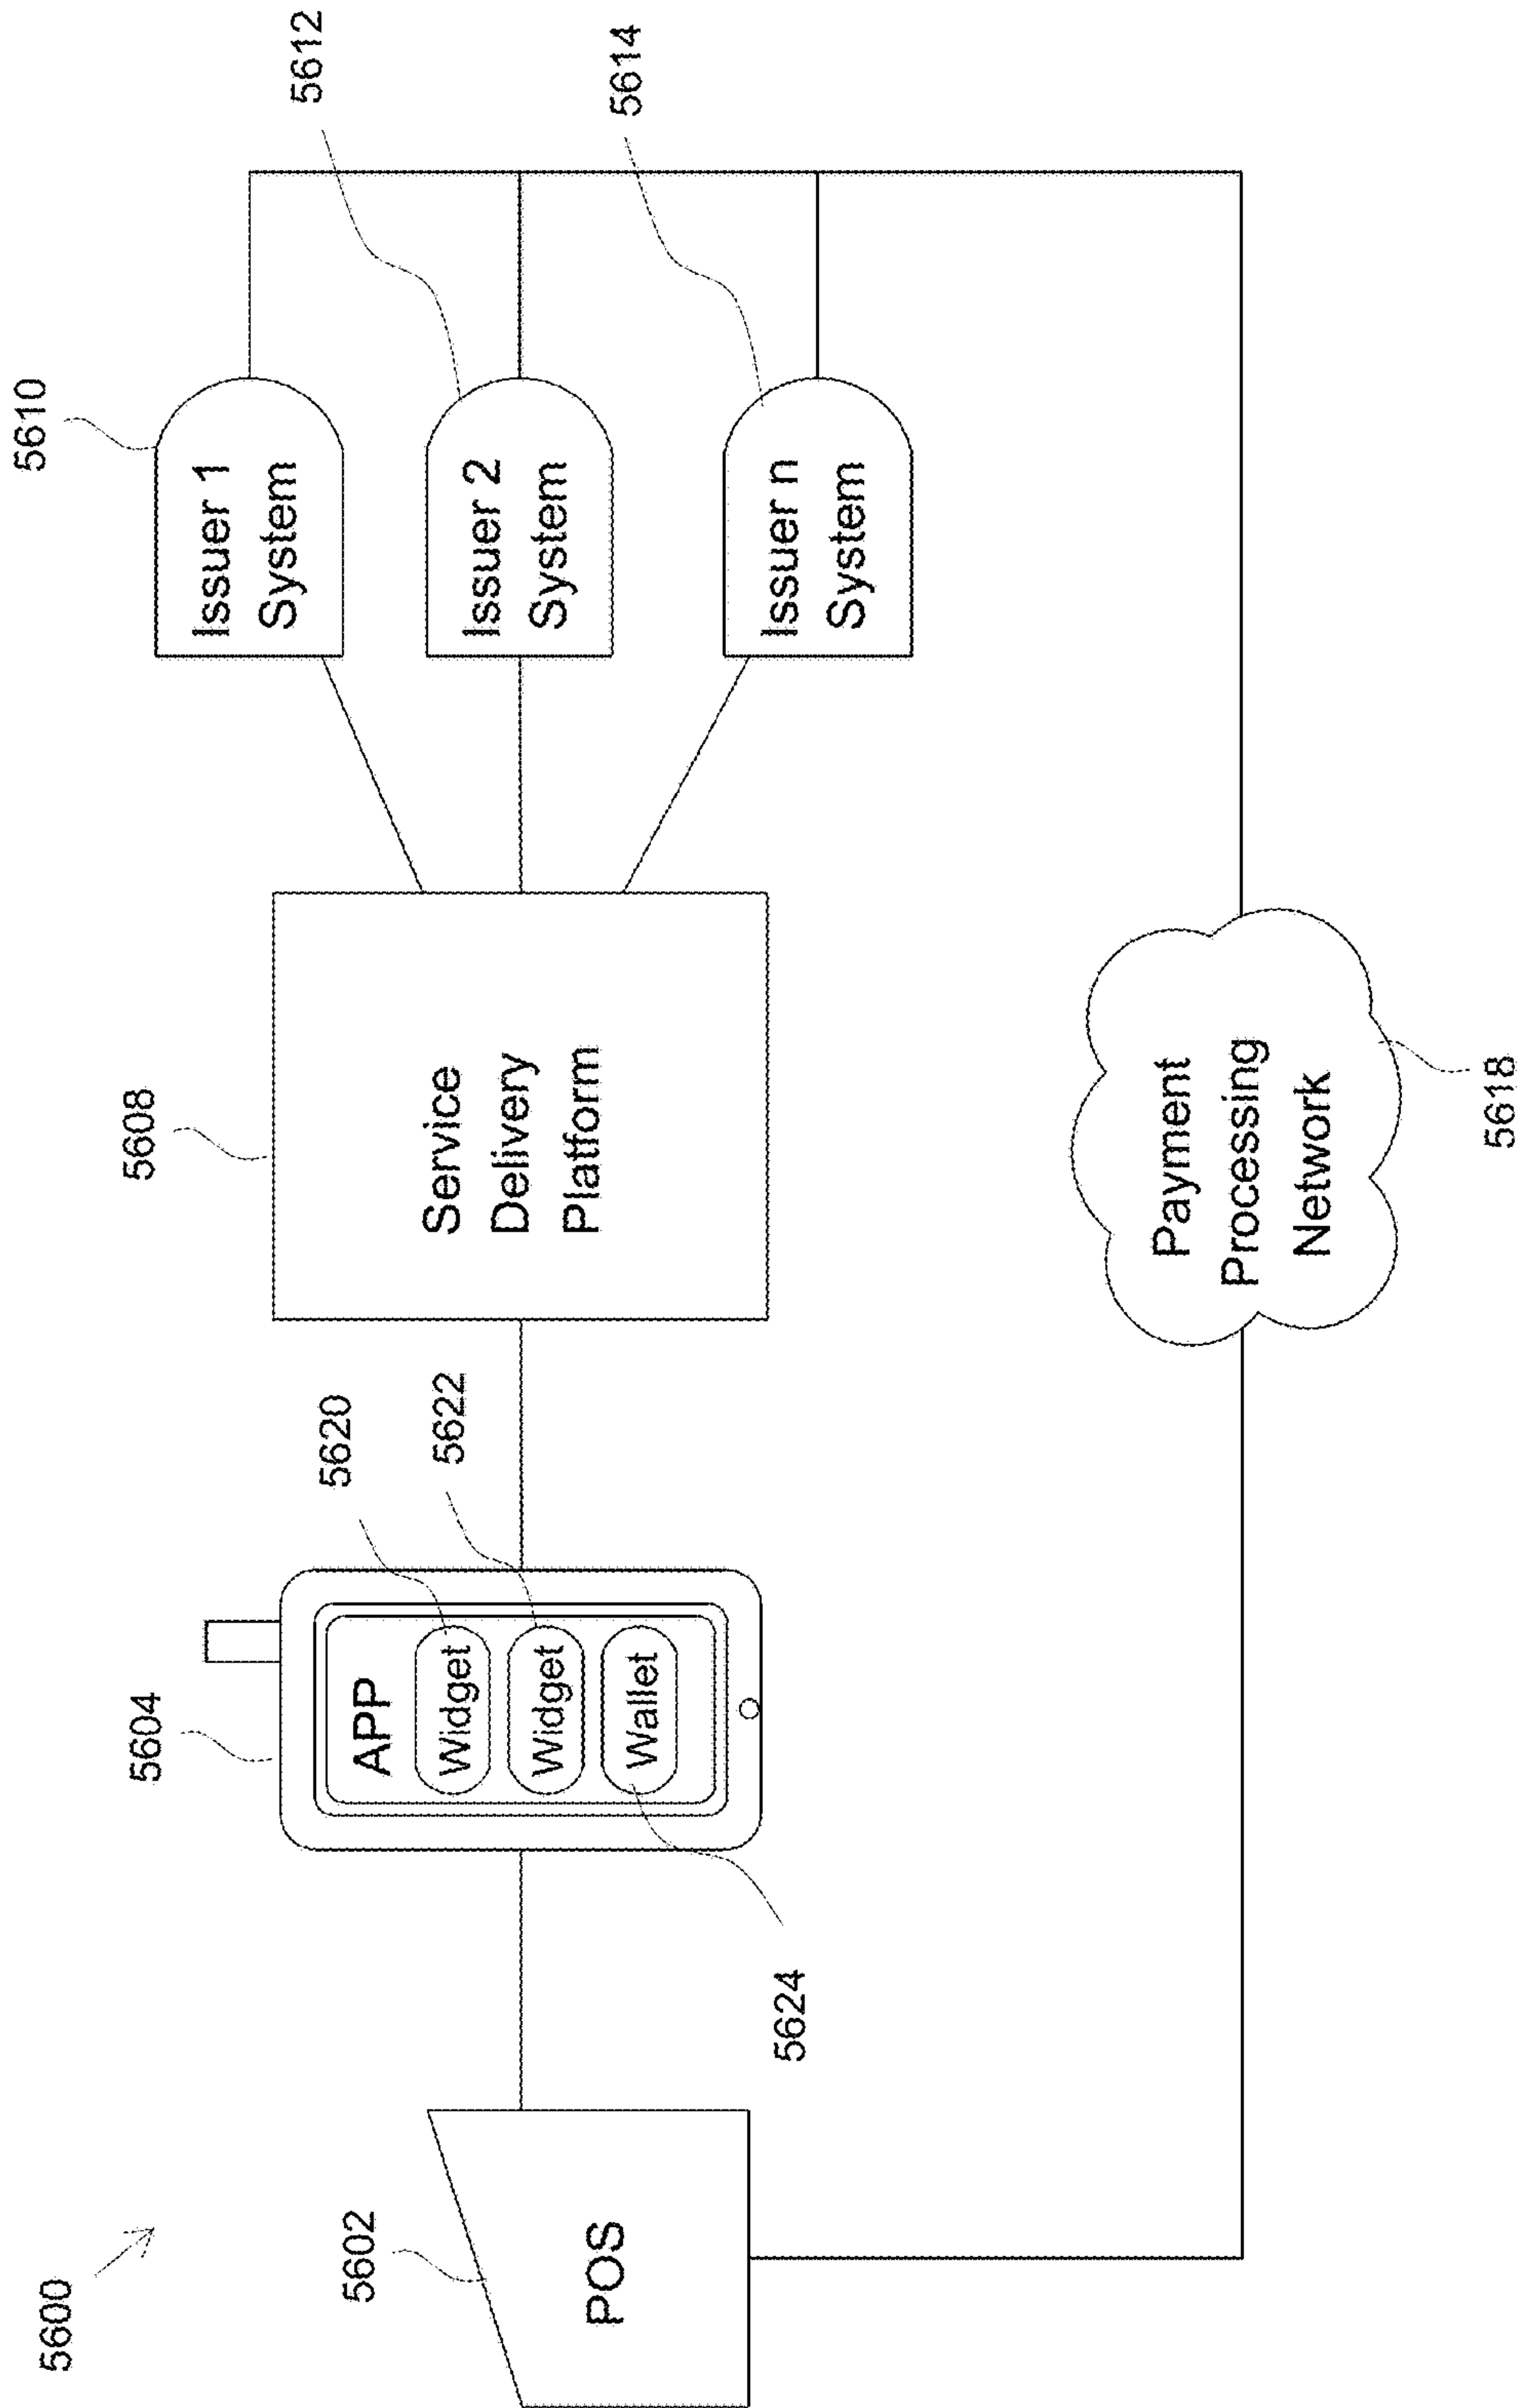 5600
5602
POS
5604
APP
Widget
Widget
Wallet
5620
5622
5624
5608
Service
Delivery
Platform
5610
Issuer 1
System
5612
Issuer 2
System
5614
Issuer n
System
Payment
Processing
Network
5618